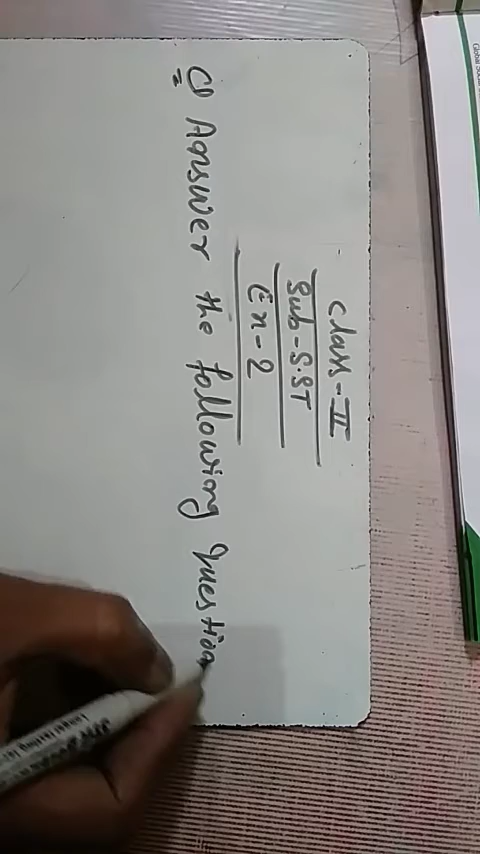 Class - II
Sub - S.ST
Ex - 2
Q Answer the following Question